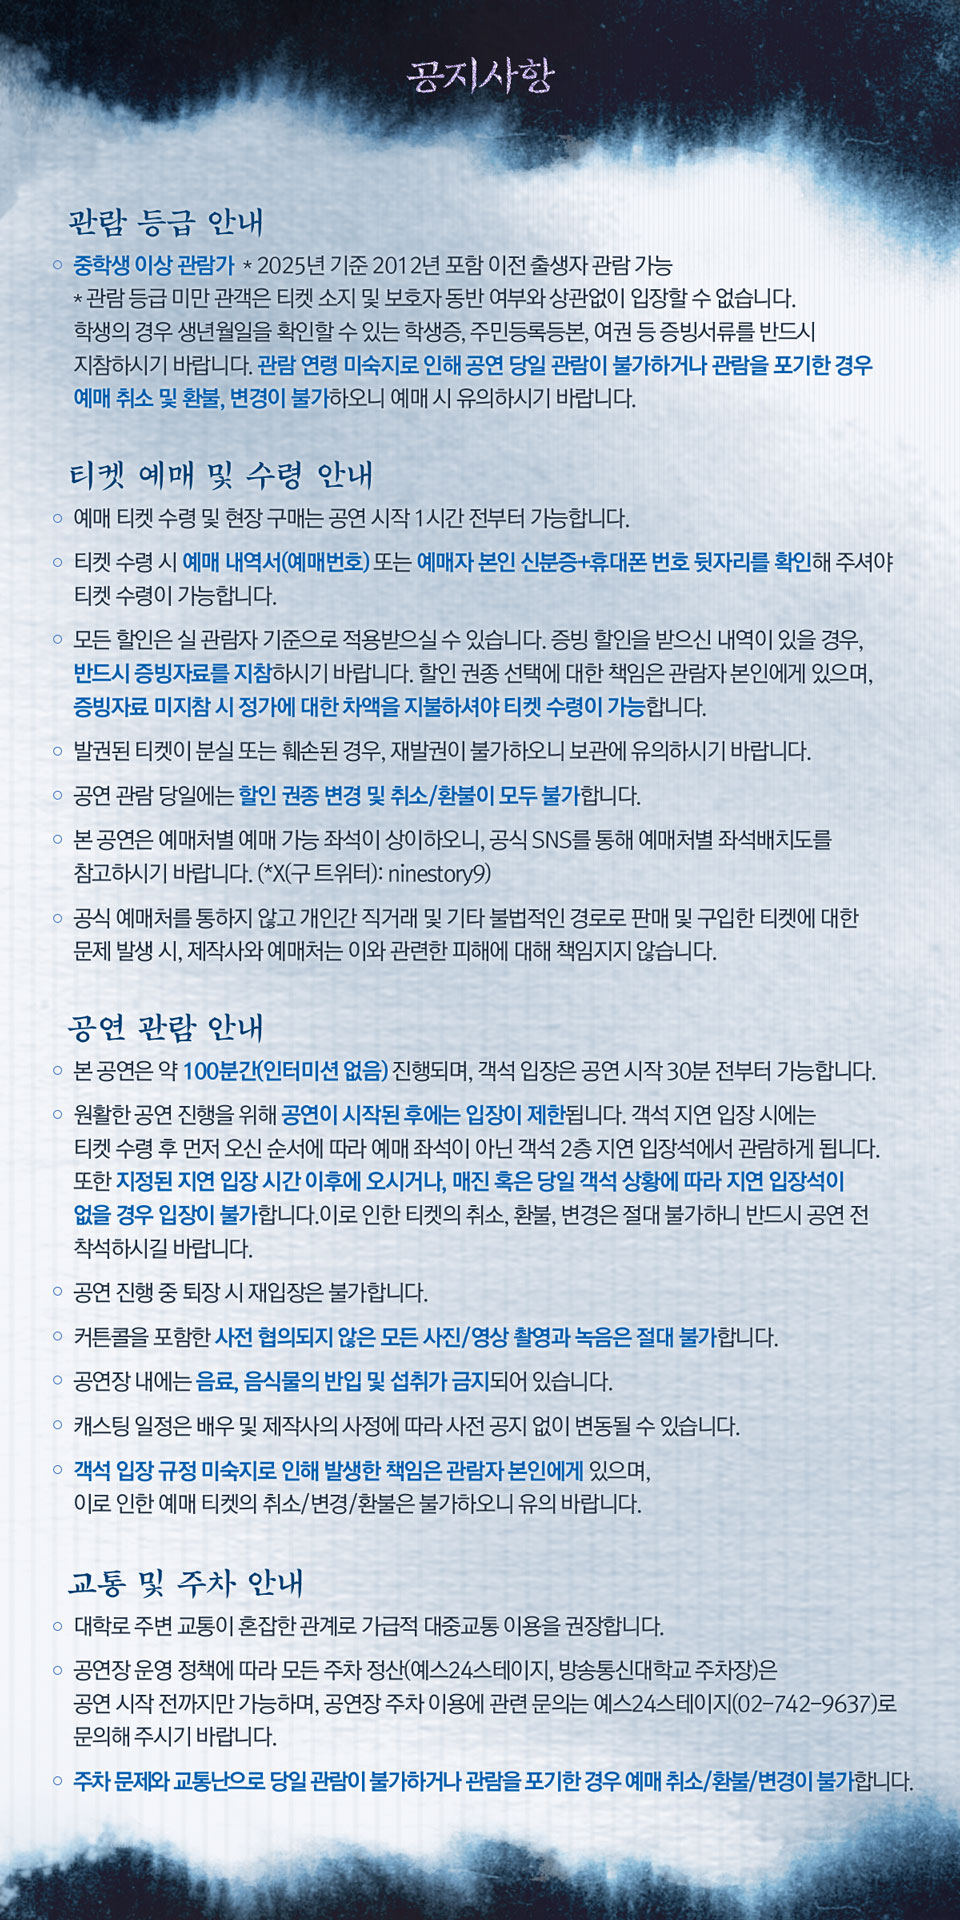 공지사항
관람 등급 안내
○ 중학생 이상 관람가 * 2025년 기준 2012년 포함 이전 출생자 관람 가능
* 관람 등급 미만 관객은 티켓 소지 및 보호자 동반 여부와 상관없이 입장할 수 없습니다.
학생의 경우 생년월일을 확인할 수 있는 학생증, 주민등록등본, 여권 등 증빙서류를 반드시
지참하시기 바랍니다. 관람 연령 미숙지로 인해 공연 당일 관람이 불가하거나 관람을 포기한 경우
예매 취소 및 환불, 변경이 불가하오니 예매 시 유의하시기 바랍니다.
티켓 예매 및 수령 안내
○ 예매 티켓 수령 및 현장 구매는 공연 시작 1시간 전부터 가능합니다.
○ 티켓 수령 시 예매 내역서(예매번호) 또는 예매자 본인 신분증+휴대폰 번호 뒷자리를 확인해 주셔야
티켓 수령이 가능합니다.
○ 모든 할인은 실 관람자 기준으로 적용받으실 수 있습니다. 증빙 할인을 받으신 내역이 있을 경우,
반드시 증빙자료를 지참하시기 바랍니다. 할인 권종 선택에 대한 책임은 관람자 본인에게 있으며,
증빙자료 미지참 시 정가에 대한 차액을 지불하셔야 티켓 수령이 가능합니다.
○ 발권된 티켓이 분실 또는 훼손된 경우, 재발권이 불가하오니 보관에 유의하시기 바랍니다.
○ 공연 관람 당일에는 할인 권종 변경 및 취소/환불이 모두 불가합니다.
○ 본 공연은 예매처별 예매 가능 좌석이 상이하오니, 공식 SNS를 통해 예매처별 좌석배치도를
참고하시기 바랍니다. (*X(구 트위터): ninestory9)
○ 공식 예매처를 통하지 않고 개인간 직거래 및 기타 불법적인 경로로 판매 및 구입한 티켓에 대한
문제 발생 시, 제작사와 예매처는 이와 관련한 피해에 대해 책임지지 않습니다.
공연 관람 안내
○ 본 공연은 약 100분간(인터미션 없음) 진행되며, 객석 입장은 공연 시작 30분 전부터 가능합니다.
○ 원활한 공연 진행을 위해 공연이 시작된 후에는 입장이 제한됩니다. 객석 지연 입장 시에는
티켓 수령 후 먼저 오신 순서에 따라 예매 좌석이 아닌 객석 2층 지연 입장석에서 관람하게 됩니다.
또한 지정된 지연 입장 시간 이후에 오시거나, 매진 혹은 당일 객석 상황에 따라 지연 입장석이
없을 경우 입장이 불가합니다.이로 인한 티켓의 취소, 환불, 변경은 절대 불가하니 반드시 공연 전
착석하시길 바랍니다.
○ 공연 진행 중 퇴장 시 재입장은 불가합니다.
○ 커튼콜을 포함한 사전 협의되지 않은 모든 사진/영상 촬영과 녹음은 절대 불가합니다.
○ 공연장 내에는 음료, 음식물의 반입 및 섭취가 금지되어 있습니다.
○ 캐스팅 일정은 배우 및 제작사의 사정에 따라 사전 공지 없이 변동될 수 있습니다.
○ 객석 입장 규정 미숙지로 인해 발생한 책임은 관람자 본인에게 있으며,
이로 인한 예매 티켓의 취소/변경/환불은 불가하오니 유의 바랍니다.
교통 및 주차 안내
○ 대학로 주변 교통이 혼잡한 관계로 가급적 대중교통 이용을 권장합니다.
○ 공연장 운영 정책에 따라 모든 주차 정산(예스24스테이지, 방송통신대학교 주차장)은
공연 시작 전까지만 가능하며, 공연장 주차 이용에 관련 문의는 예스24스테이지(02-742-9637)로
문의해 주시기 바랍니다.
○ 주차 문제와 교통난으로 당일 관람이 불가하거나 관람을 포기한 경우 예매 취소/환불/변경이 불가합니다.